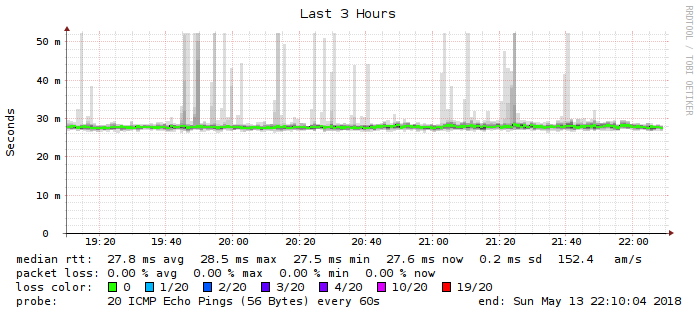 Last 3 Hours
RRDTOOL / TOBI OETIKER
Seconds
50 m
40 m
30 m
20 m
10 m
0
19:20 19:40 20:00 20:20 20:40 21:00 21:20 21:40 22:00
median rtt: 27.8 ms avg 28.5 ms max 27.5 ms min 27.6 ms now 0.2 ms sd 152.4 am/s
packet loss: 0.00 % avg 0.00 % max 0.00 % min 0.00 % now
loss color: 0 1/20 2/20 3/20 4/20 10/20 19/20
probe: 20 ICMP Echo Pings (56 Bytes) every 60s end: Sun May 13 22:10:04 2018